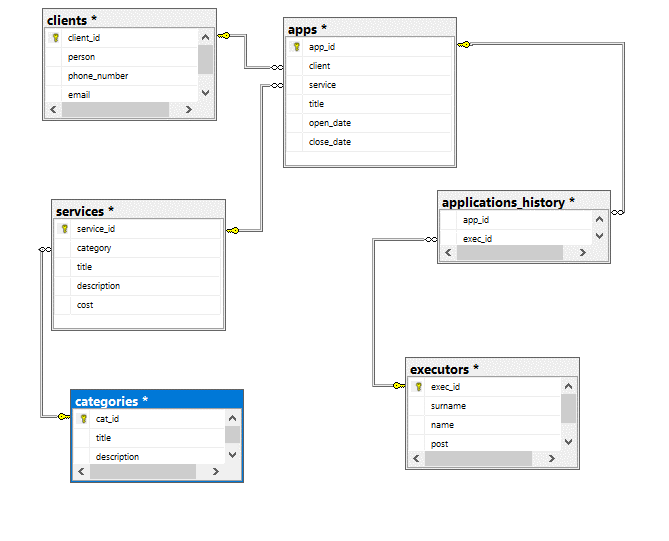 clients *
client_id
person
phone_number
email
apps *
app_id
client
service
title
open_date
close_date
services *
service_id
category
title
description
cost
applications_history *
app_id
exec_id
executors *
exec_id
surname
name
post
categories *
cat_id
title
description